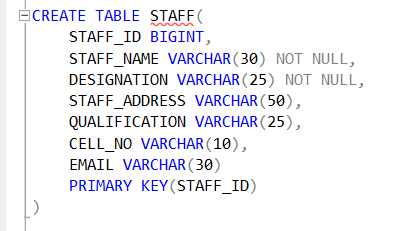 CREATE TABLE STAFF(
STAFF_ID BIGINT,
STAFF_NAME VARCHAR(30) NOT NULL,
DESIGNATION VARCHAR(25) NOT NULL,
STAFF_ADDRESS VARCHAR(50),
QUALIFICATION VARCHAR(25),
CELL_NO VARCHAR(10),
EMAIL VARCHAR(30)
PRIMARY KEY(STAFF_ID)
)